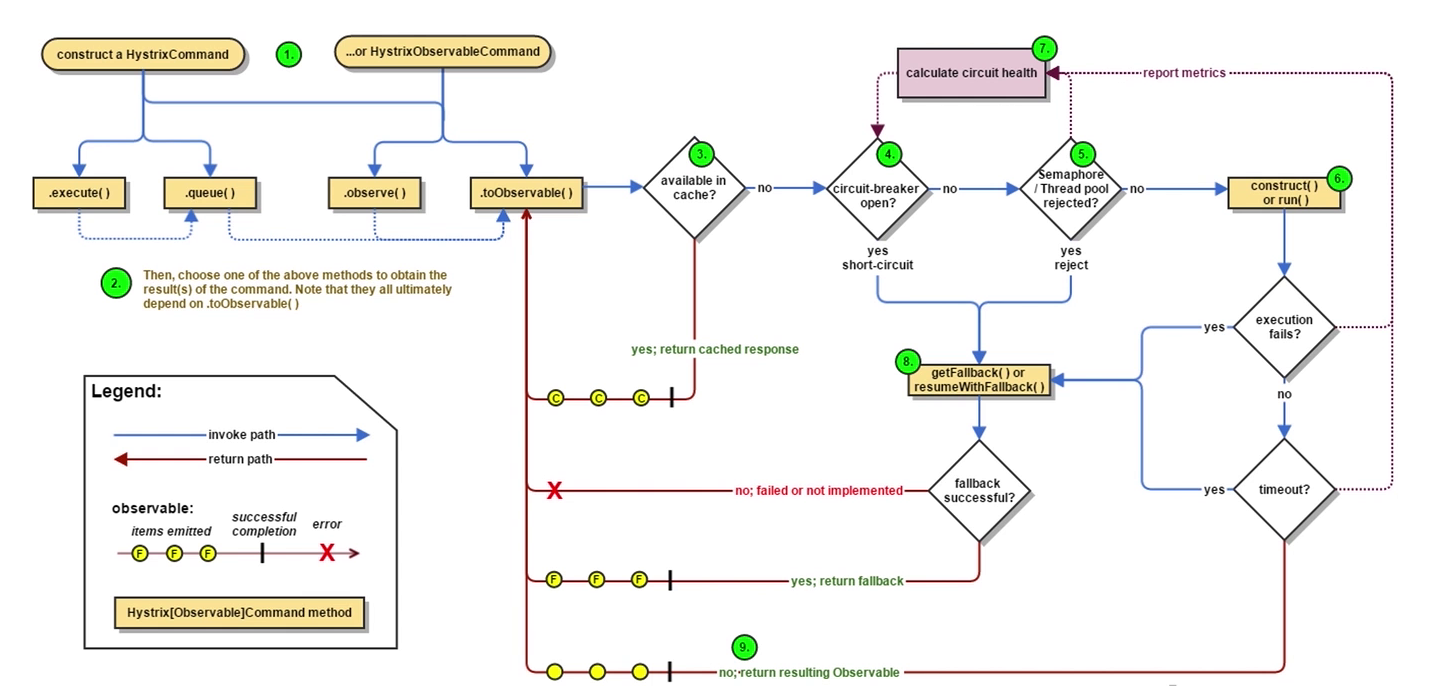 construct a HystrixCommand
1.
...or HystrixObservableCommand
7.
calculate circuit health
report metrics
.execute( )
.queue( )
.observe( )
.toObservable( )
3.
available in
cache?
no
4.
circuit-breaker
open?
no
5.
Semaphore
/ Thread pool
rejected?
no
6.
construct( )
or run( )
yes
short-circuit
yes
reject
2.
Then, choose one of the above methods to obtain the
result(s) of the command. Note that they all ultimately
depend on .toObservable( )
execution
fails?
yes
no
yes; return cached response
8.
getFallback( ) or
resumeWithFallback( )
C C C
Legend:
invoke path
return path
observable:
items emitted
successful
completion
error
F F F
X
Hystrix[Observable]Command method
X
no; failed or not implemented
fallback
successful?
yes
timeout?
F F F
yes; return fallback
9.
no; return resulting Observable